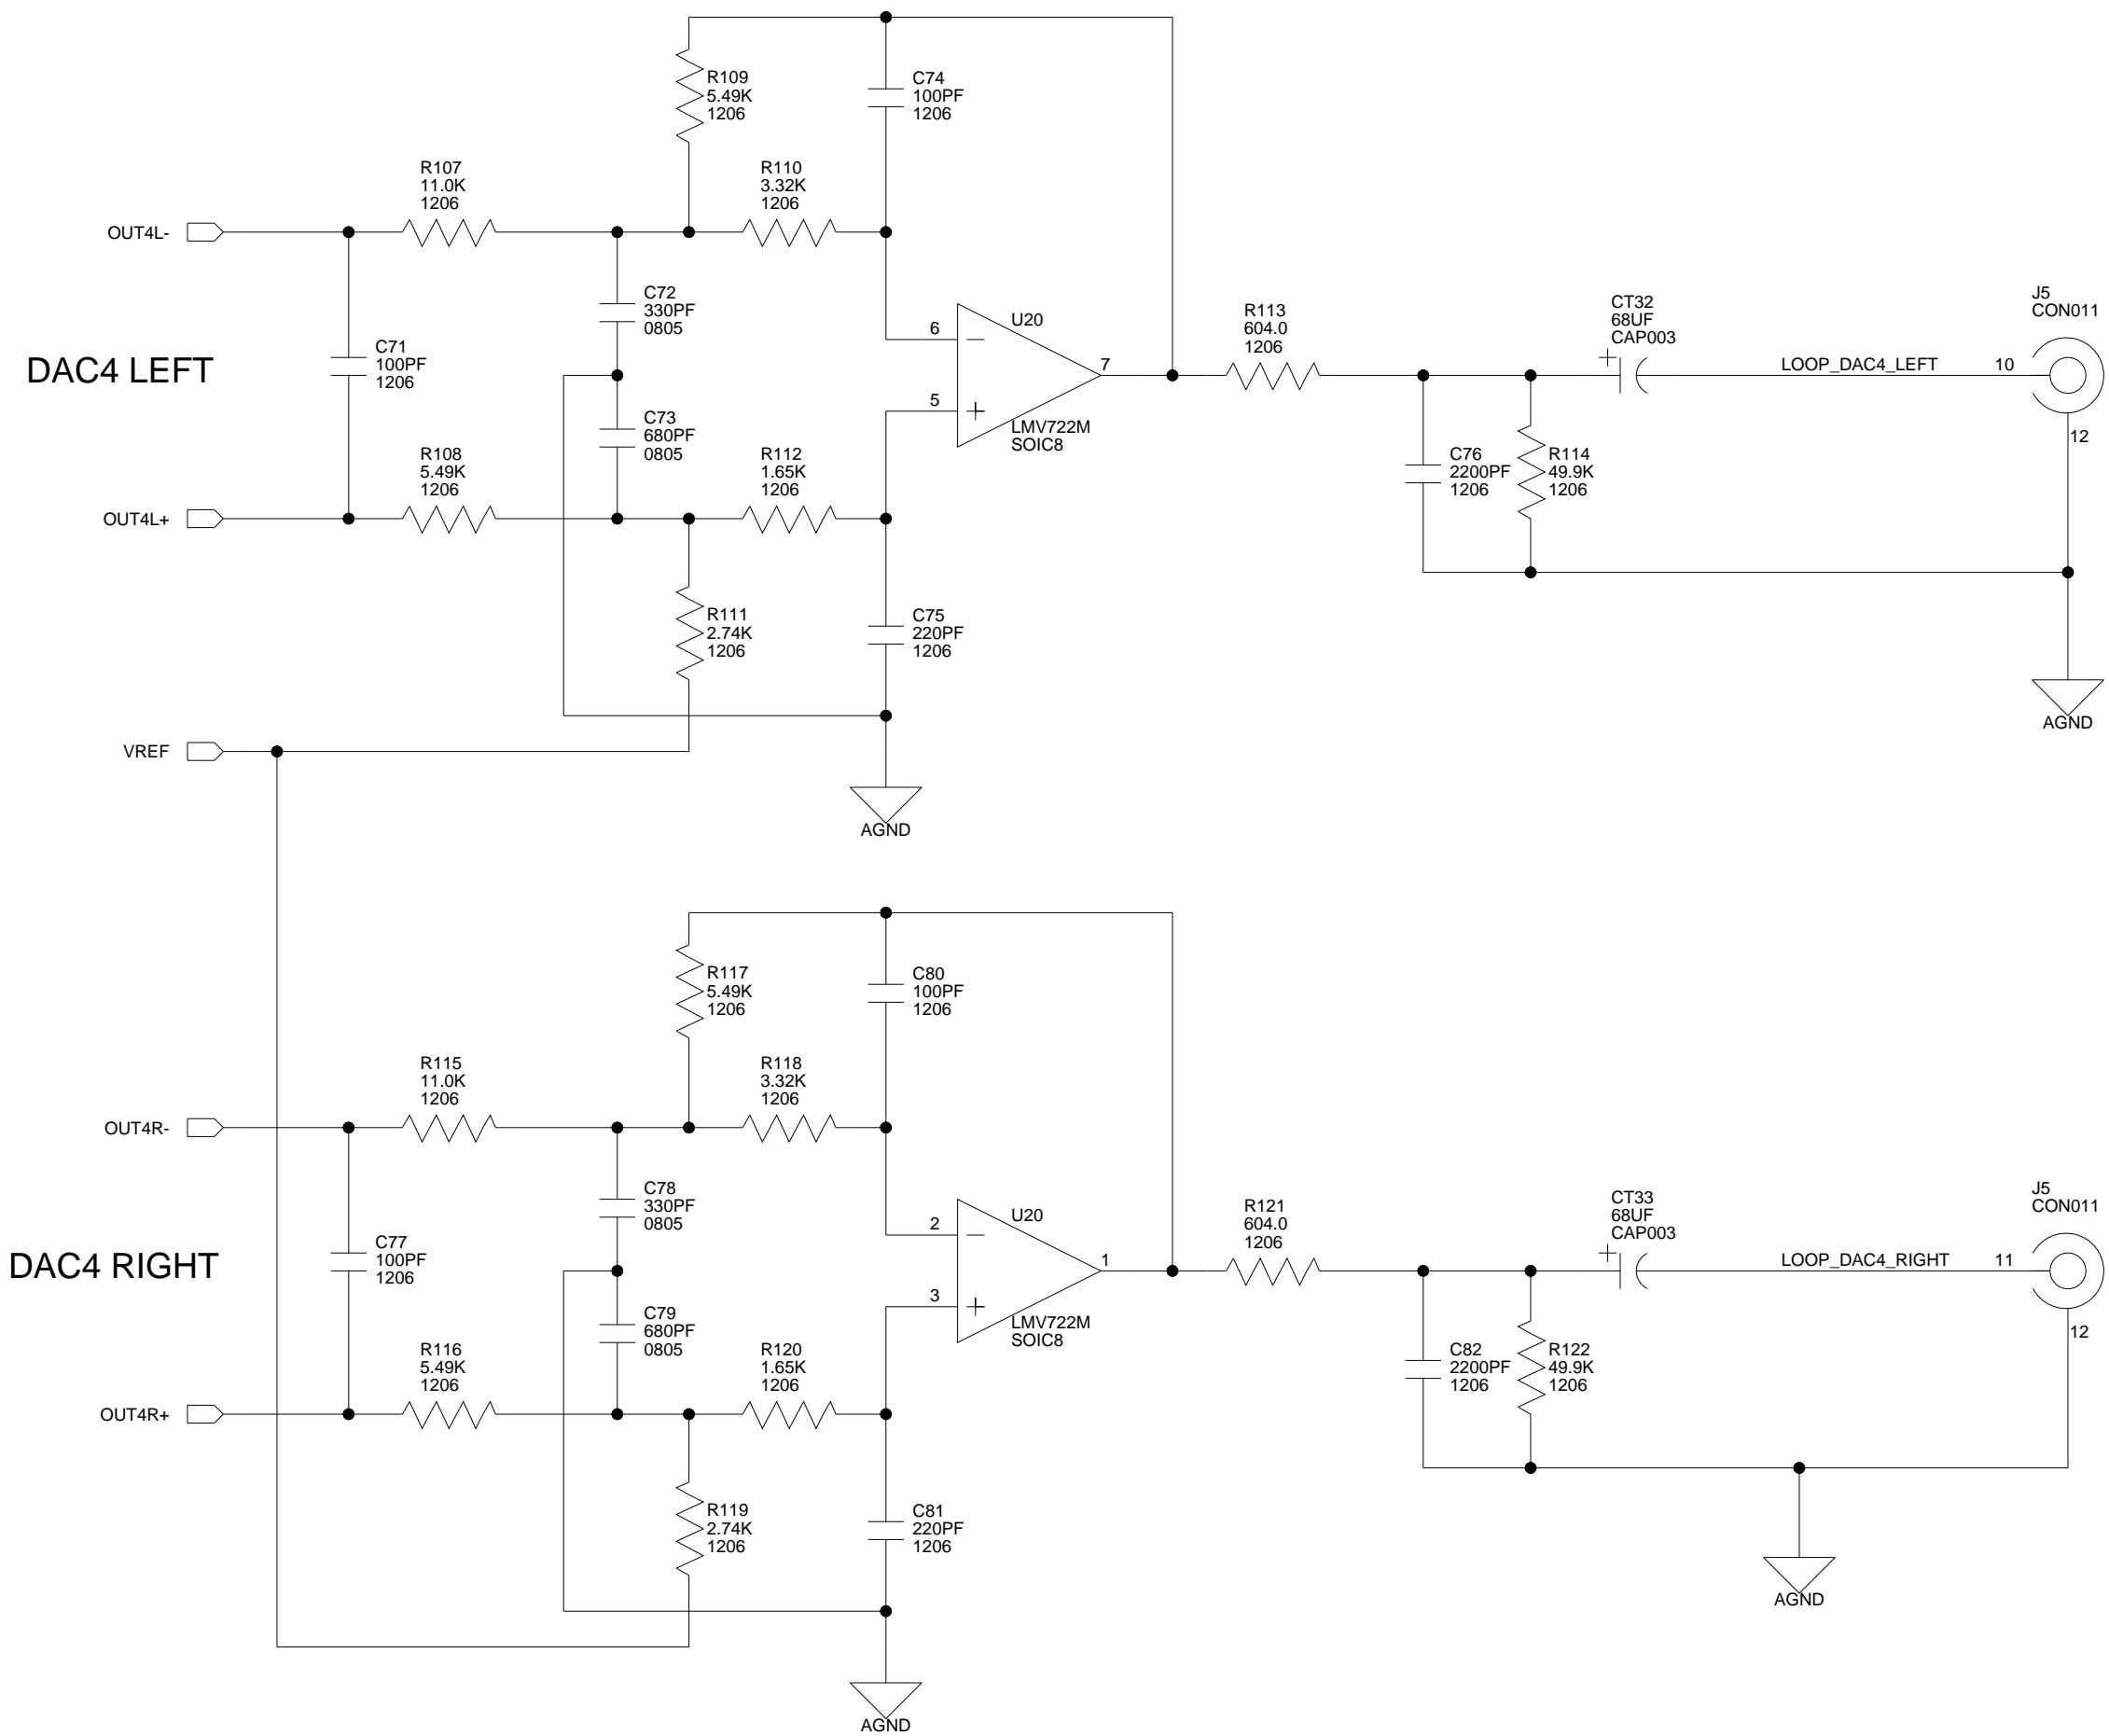 R109
5.49K
1206
C74
100PF
1206
R107
11.0K
1206
R110
3.32K
1206
OUT4L-
C72
330PF
0805
6
U20
R113
604.0
1206
CT32
68UF
CAP003
+
J5
CON011
DAC4 LEFT
C71
100PF
1206
7
LOOP_DAC4_LEFT
10
C73
680PF
0805
5
LMV722M
SOIC8
12
R108
5.49K
1206
R112
1.65K
1206
C76
2200PF
1206
R114
49.9K
1206
OUT4L+
R111
2.74K
1206
C75
220PF
1206
AGND
VREF
AGND
R117
5.49K
1206
C80
100PF
1206
R115
11.0K
1206
R118
3.32K
1206
OUT4R-
C78
330PF
0805
2
U20
R121
604.0
1206
CT33
68UF
CAP003
+
J5
CON011
DAC4 RIGHT
C77
100PF
1206
1
LOOP_DAC4_RIGHT
11
C79
680PF
0805
3
LMV722M
SOIC8
12
R116
5.49K
1206
R120
1.65K
1206
C82
2200PF
1206
R122
49.9K
1206
OUT4R+
R119
2.74K
1206
C81
220PF
1206
AGND
AGND